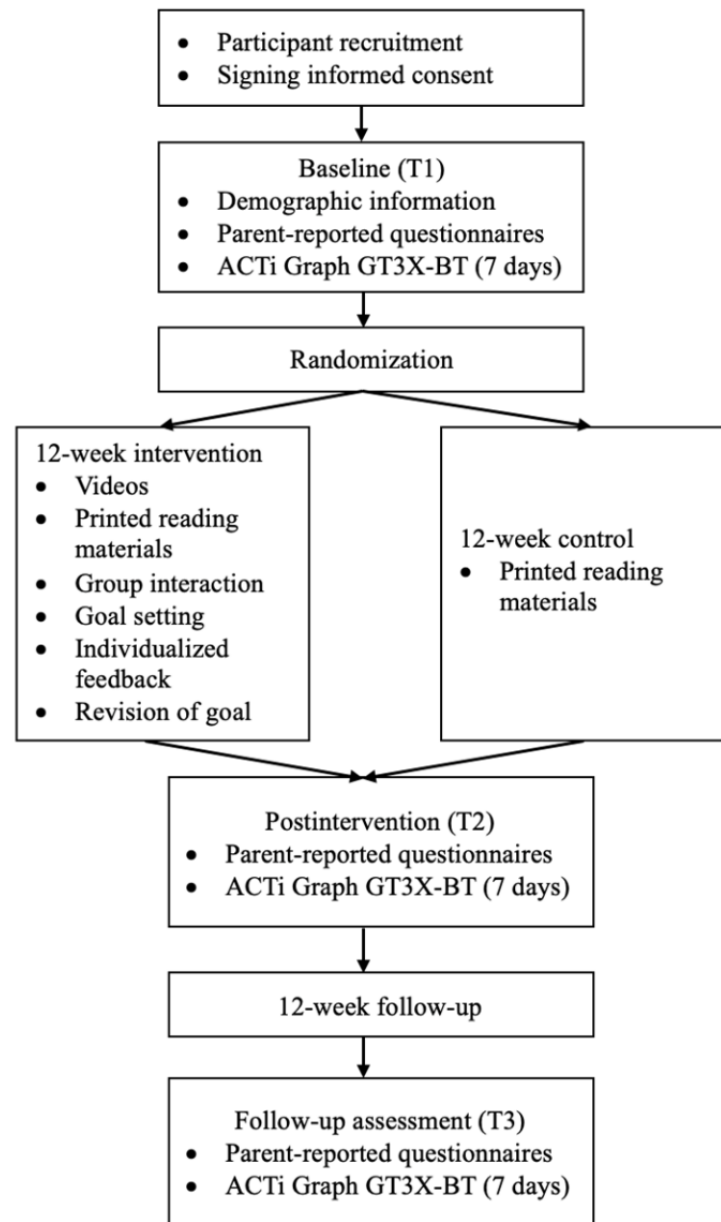 • Participant recruitment
• Signing informed consent
Baseline (T1)
• Demographic information
• Parent-reported questionnaires
• ACTi Graph GT3X-BT (7 days)
Randomization
12-week intervention
• Videos
• Printed reading
materials
• Group interaction
• Goal setting
• Individualized
feedback
• Revision of goal
12-week control
• Printed reading
materials
Postintervention (T2)
• Parent-reported questionnaires
• ACTi Graph GT3X-BT (7 days)
12-week follow-up
Follow-up assessment (T3)
• Parent-reported questionnaires
• ACTi Graph GT3X-BT (7 days)